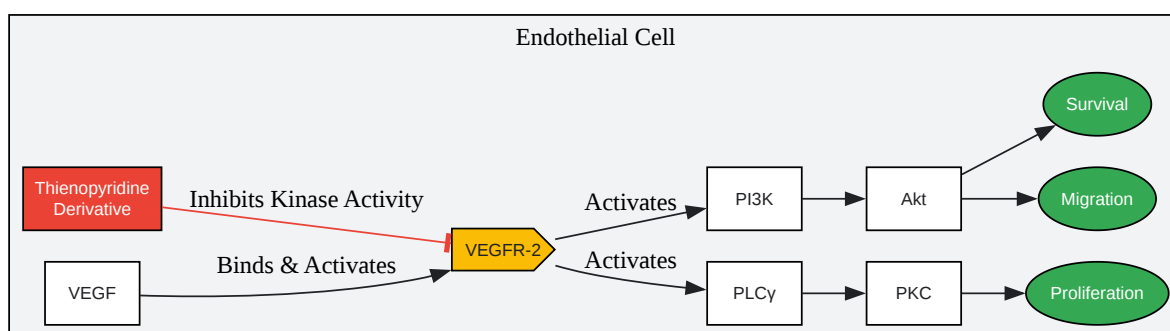 Endothelial Cell
Survival
Thienopyridine
Derivative
Inhibits Kinase Activity
Activates
PI3K
Akt
Migration
VEGFR-2
VEGF
Binds & Activates
Activates
PLCγ
PKC
Proliferation